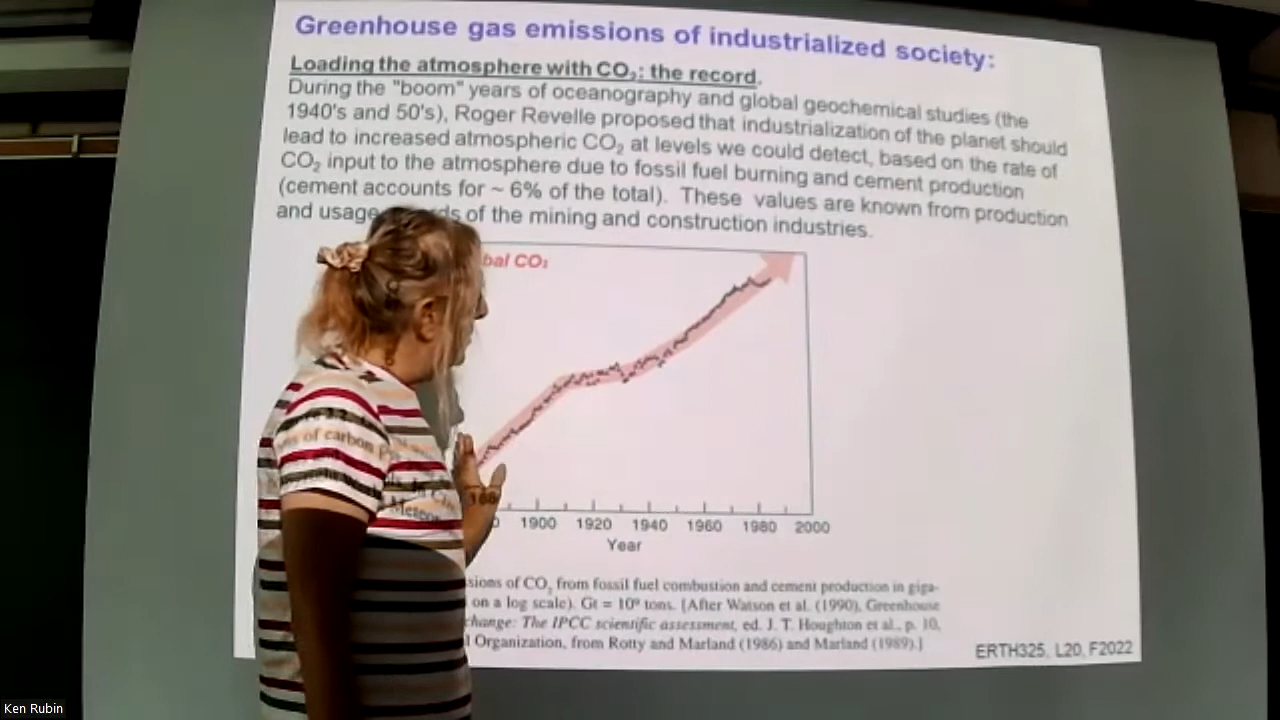 Greenhouse gas emissions of industrialized society:
Loading the atmosphere with CO₂: the record.
During the "boom" years of oceanography and global geochemical studies (the
1940's and 50's), Roger Revelle proposed that industrialization of the planet should
lead to increased atmospheric CO₂ at levels we could detect, based on the rate of
CO₂ input to the atmosphere due to fossil fuel burning and cement production
(cement accounts for ~ 6% of the total). These values are known from production
and usage ds of the mining and construction industries.
bal CO₂
0 1900 1920 1940 1960 1980 2000
Year
sions of CO₂ from fossil fuel combustion and cement production in giga-
on a log scale). Gt = 10⁹ tons. [After Watson et al. (1990), Greenhouse
change: The IPCC scientific assessment, ed. J. T. Houghton et al., p. 10,
l Organization, from Rotty and Marland (1986) and Marland (1989).]
ERTH325, L20, F2022
Ken Rubin